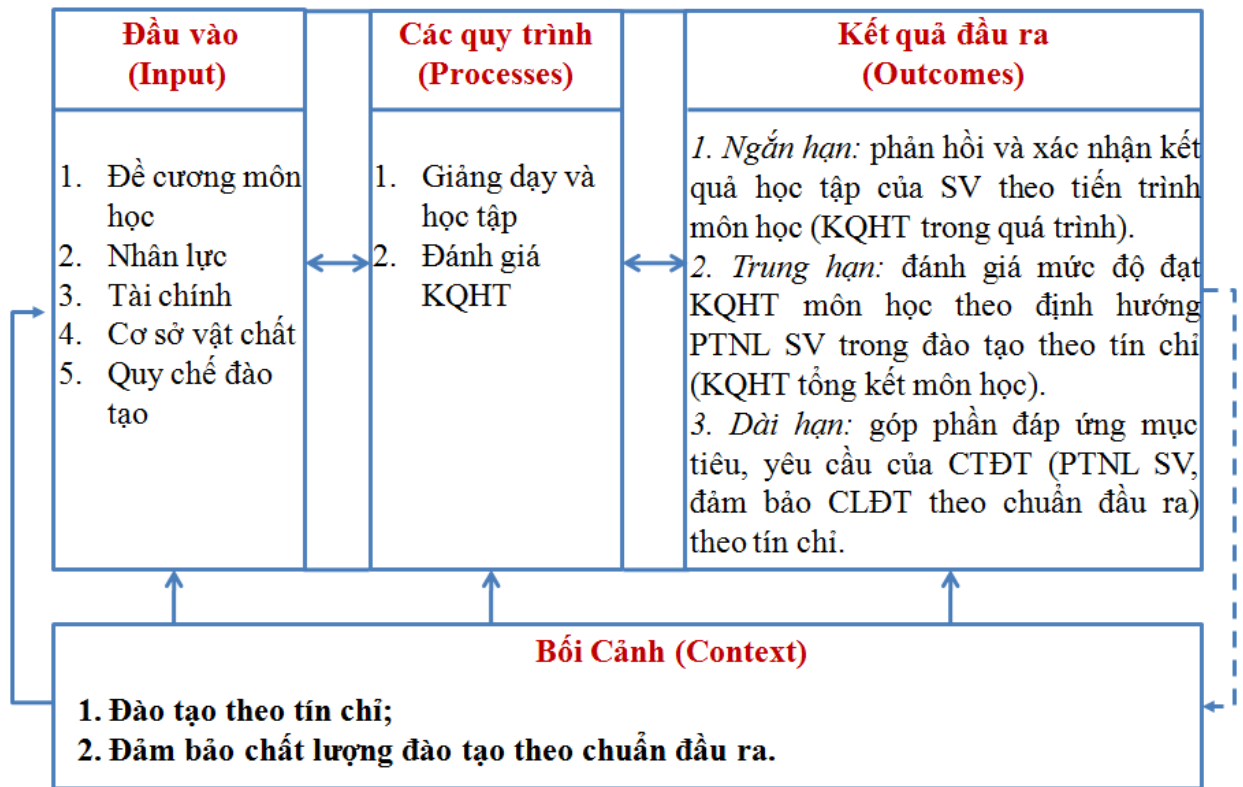 Đầu vào
(Input)
1. Đề cương môn
học
2. Nhân lực
3. Tài chính
4. Cơ sở vật chất
5. Quy chế đào
tạo
Các quy trình
(Processes)
1. Giảng dạy và
học tập
2. Đánh giá
KQHT
Kết quả đầu ra
(Outcomes)
1. Ngắn hạn: phản hồi và xác nhận kết
quả học tập của SV theo tiến trình
môn học (KQHT trong quá trình).
2. Trung hạn: đánh giá mức độ đạt
KQHT môn học theo định hướng
PTNL SV trong đào tạo theo tín chỉ
(KQHT tổng kết môn học).
3. Dài hạn: góp phần đáp ứng mục
tiêu, yêu cầu của CTĐT (PTNL SV,
đảm bảo CLĐT theo chuẩn đầu ra)
theo tín chỉ.
Bối Cảnh (Context)
1. Đào tạo theo tín chỉ;
2. Đảm bảo chất lượng đào tạo theo chuẩn đầu ra.